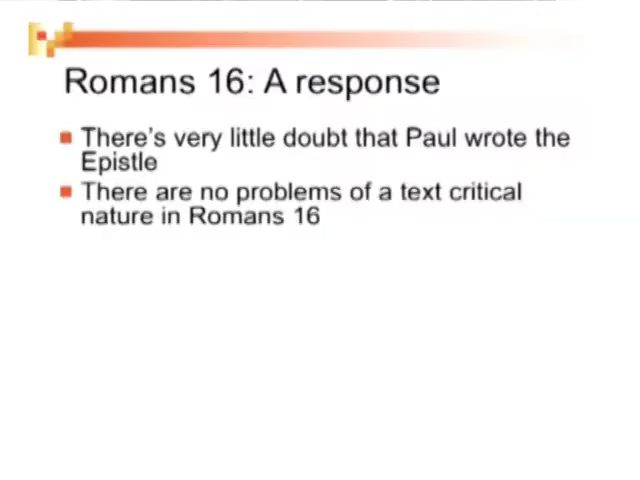 Romans 16: A response
There's very little doubt that Paul wrote the
Epistle
There are no problems of a text critical
nature in Romans 16